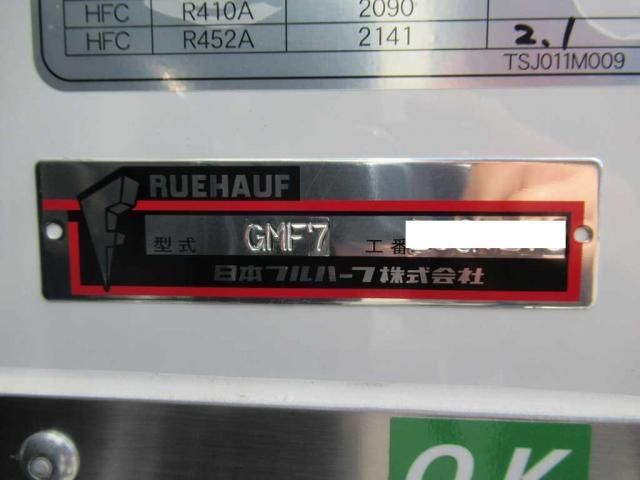 HFC R410A 2090
HFC R452A 2141 2.1
TSJ011M009
RUEHAUF
型式 GMF7 工番
日本フルハーフ株式会社
OK